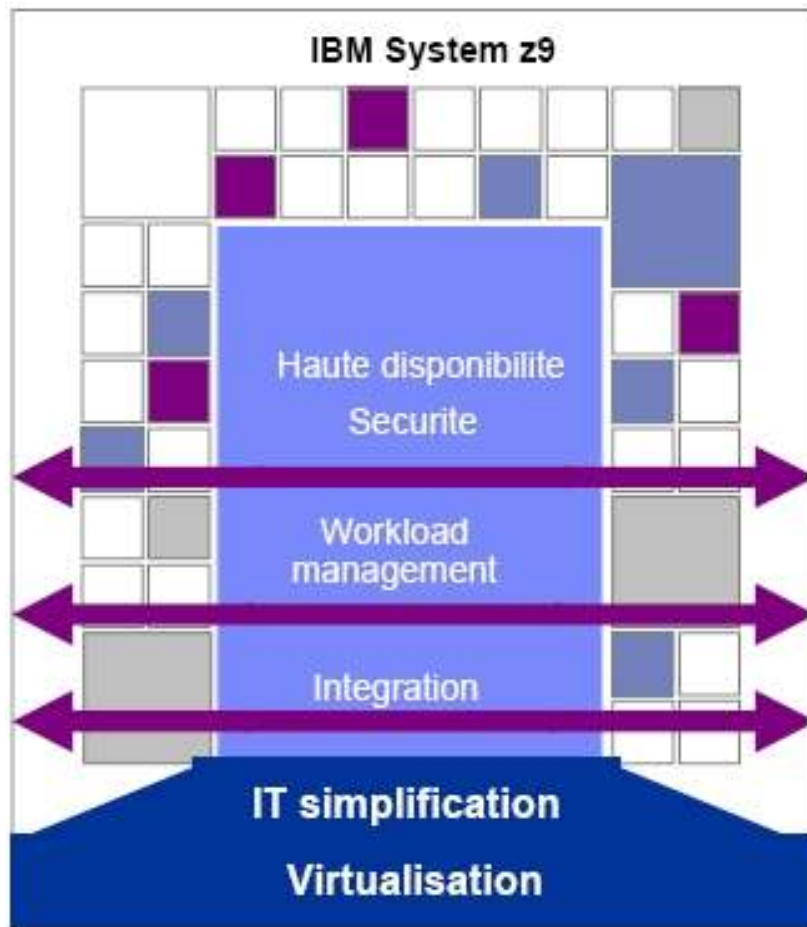 IBM System z9
Haute disponibilite
Securite
Workload
management
Integration
IT simplification
Virtualisation